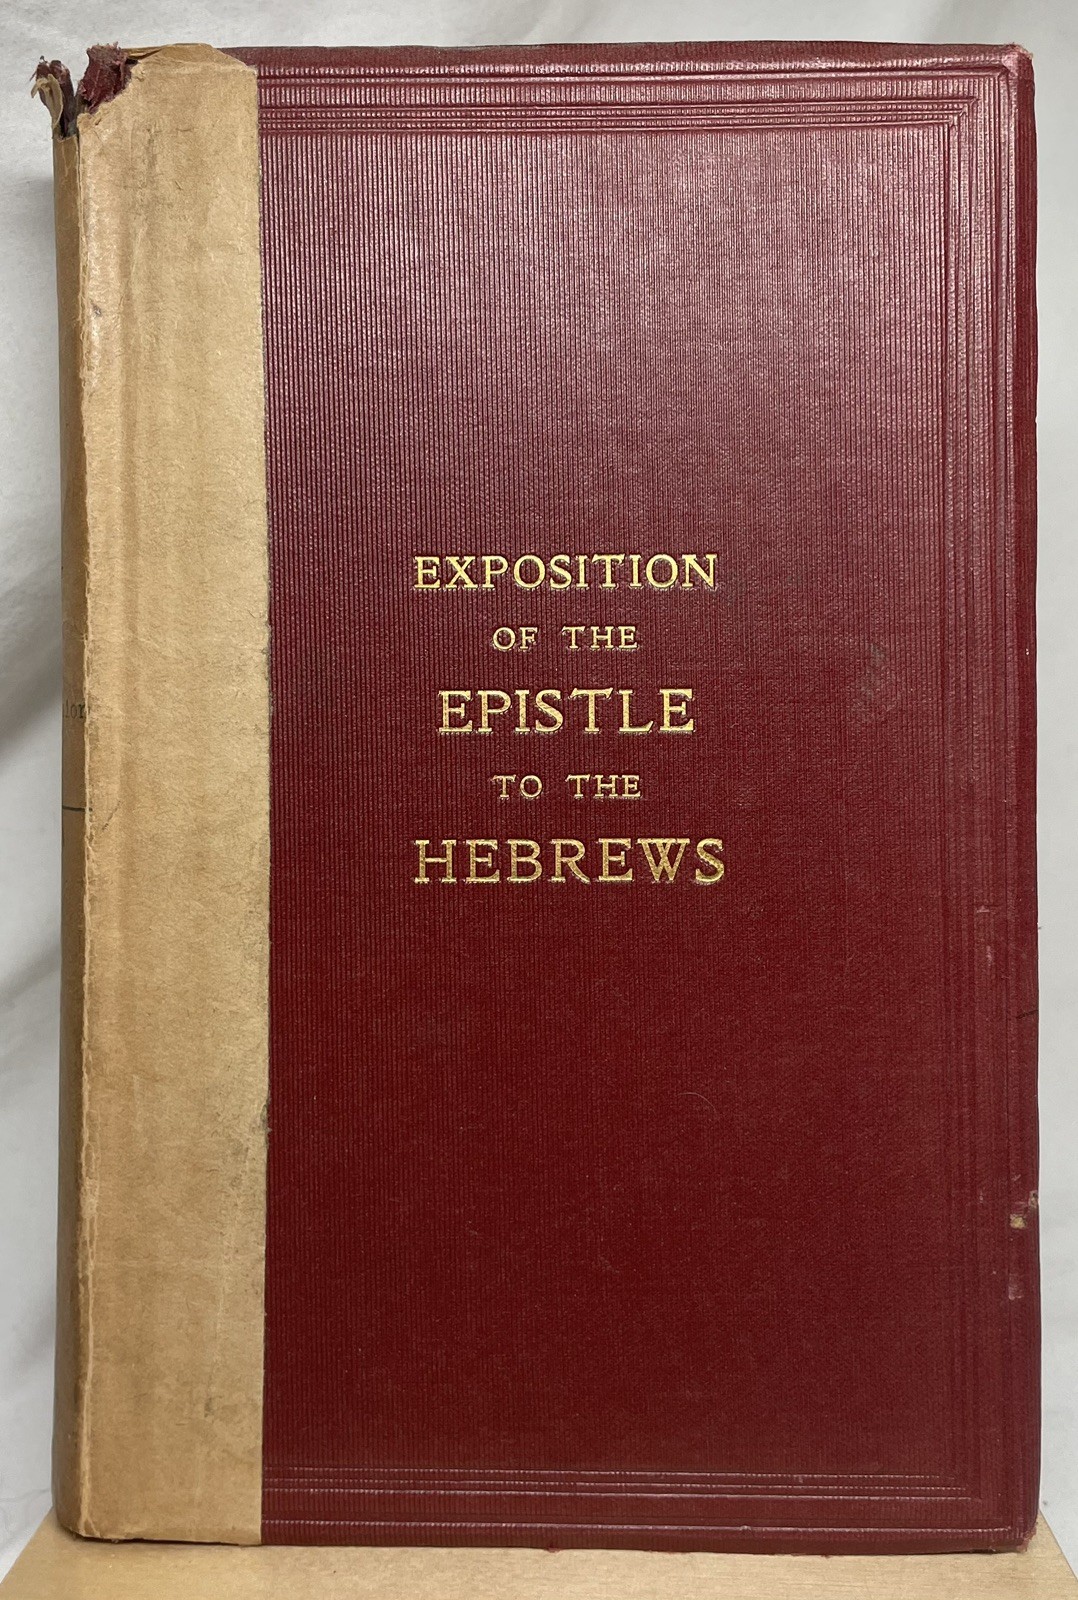 EXPOSITION
OF THE
EPISTLE
TO THE
HEBREWS